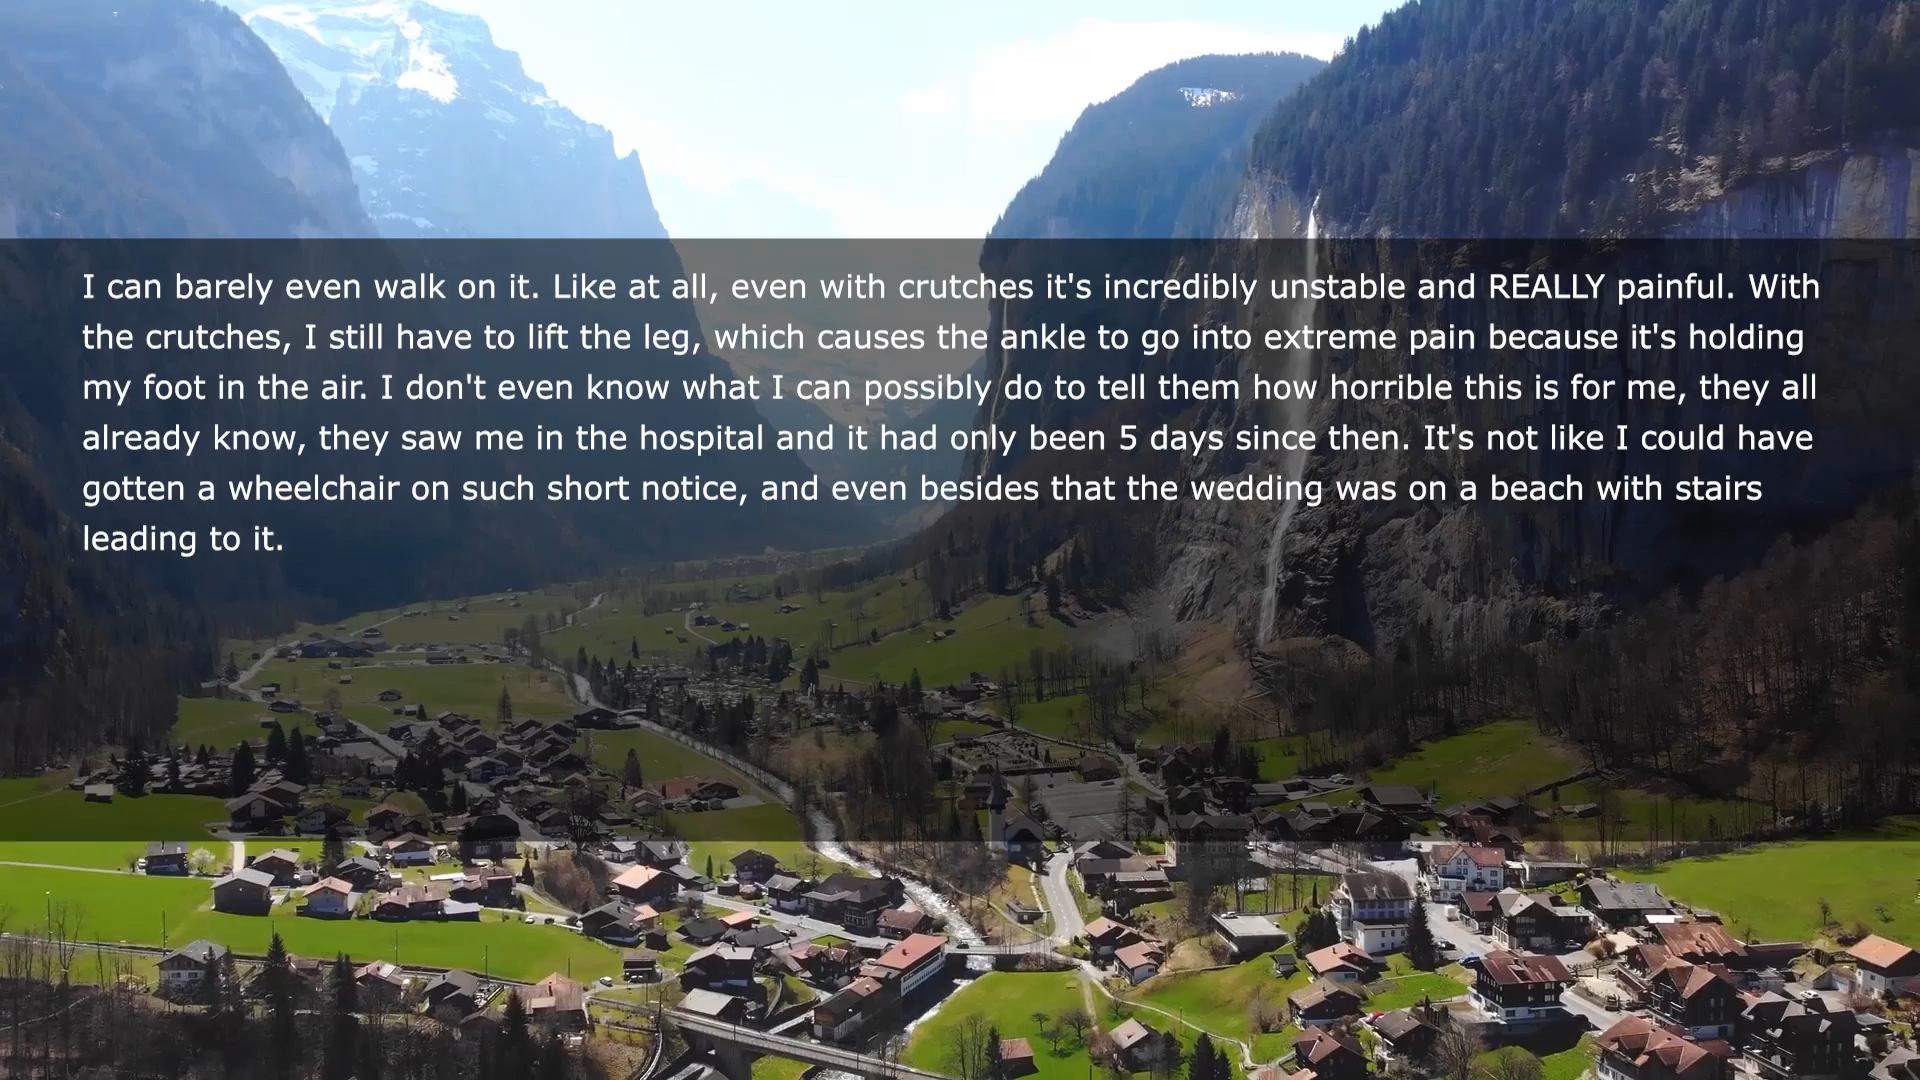 I can barely even walk on it. Like at all, even with crutches it's incredibly unstable and REALLY painful. With
the crutches, I still have to lift the leg, which causes the ankle to go into extreme pain because it's holding
my foot in the air. I don't even know what I can possibly do to tell them how horrible this is for me, they all
already know, they saw me in the hospital and it had only been 5 days since then. It's not like I could have
gotten a wheelchair on such short notice, and even besides that the wedding was on a beach with stairs
leading to it.